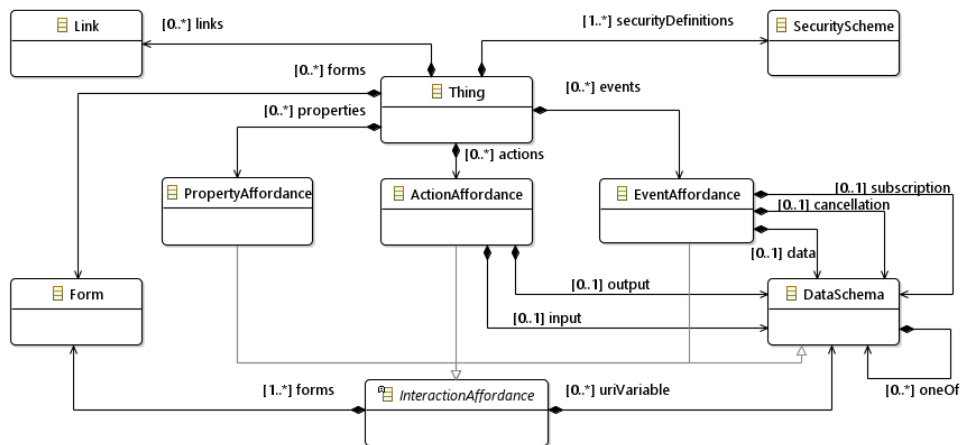 Link
[0..*] links
[1..*] securityDefinitions
SecurityScheme
[0..*] forms
Thing
[0..*] events
[0..*] properties
[0..*] actions
PropertyAffordance
ActionAffordance
EventAffordance
[0..1] subscription
[0..1] cancellation
[0..1] data
Form
[0..1] output
DataSchema
[0..1] input
[1..*] forms
InteractionAffordance
[0..*] uriVariable
[0..*] oneOf